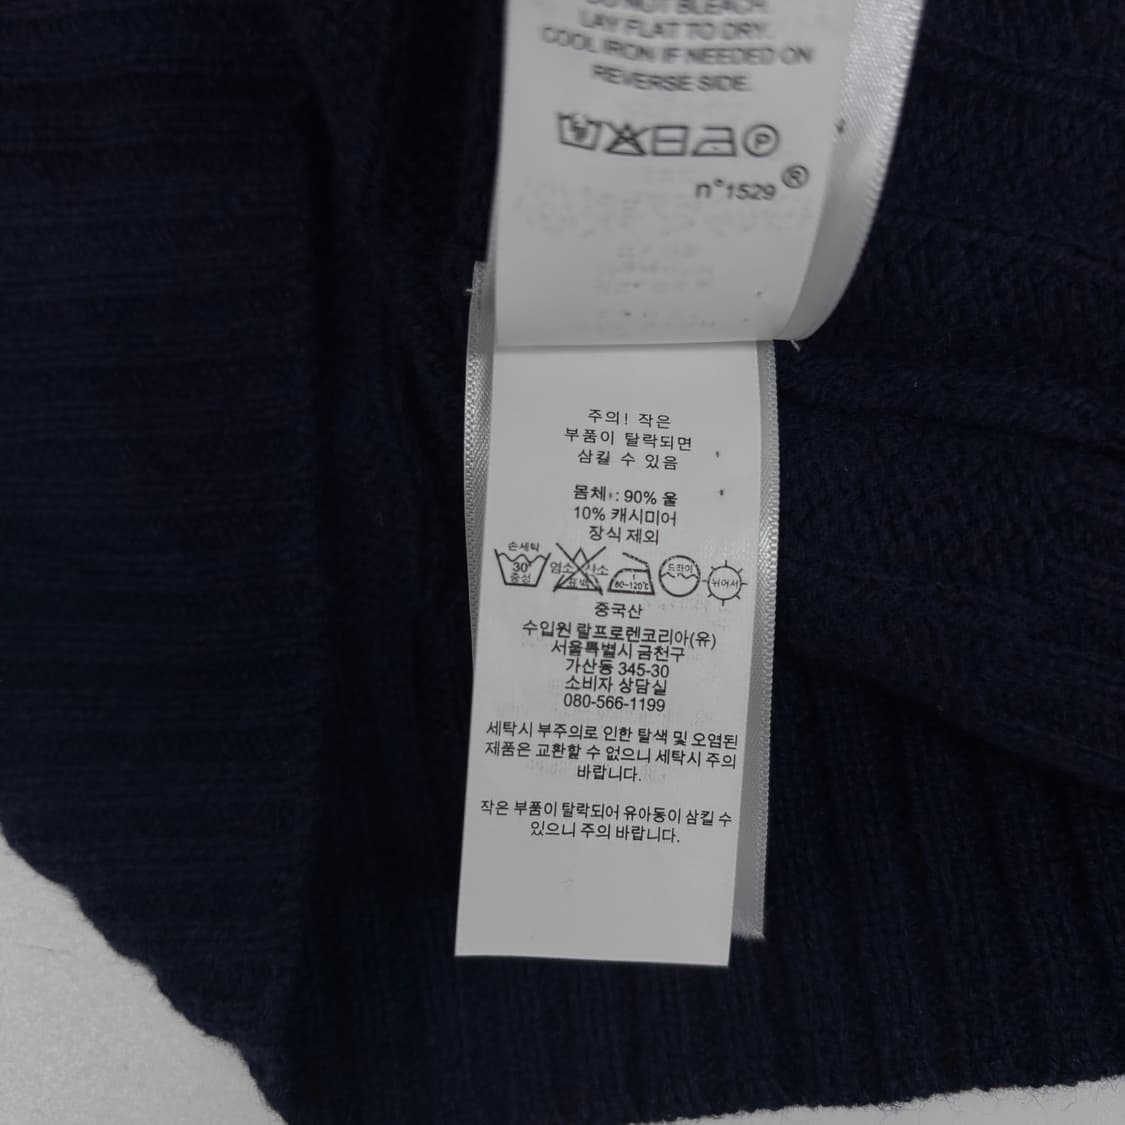 DO NOT BLEACH.
LAY FLAT TO DRY.
COOL IRON IF NEEDED ON
REVERSE SIDE.
P
n°1529 ®
주의! 작은
부품이 탈락되면
삼킬 수 있음
몸체 : 90% 울
10% 캐시미어
장식 제외
손세탁
30°
중성
염소 산소
표백
80~120℃
드라이
뉘어서
중국산
수입원 랄프로렌코리아(유)
서울특별시 금천구
가산동 345-30
소비자 상담실
080-566-1199
세탁시 부주의로 인한 탈색 및 오염된
제품은 교환할 수 없으니 세탁시 주의
바랍니다.
작은 부품이 탈락되어 유아동이 삼킬 수
있으니 주의 바랍니다.